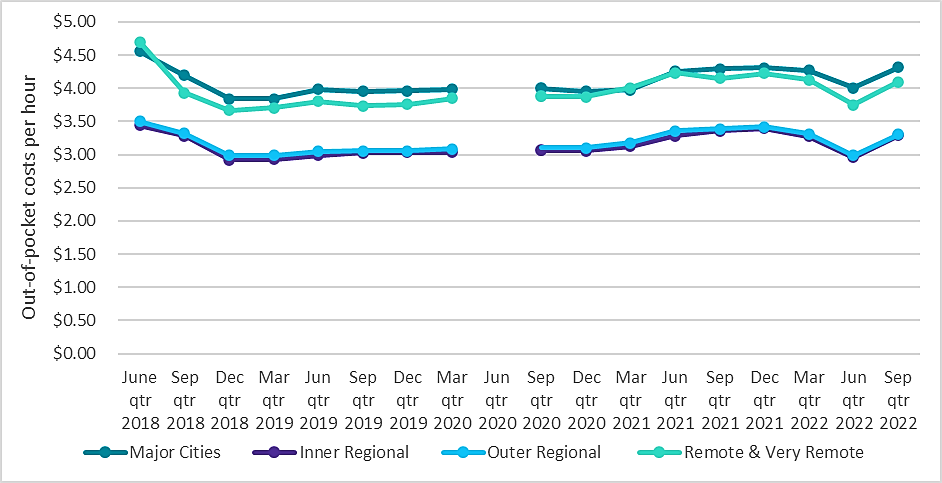 $5.00
$4.50
$4.00
$3.50
$3.00
$2.50
$2.00
$1.50
$1.00
$0.50
$0.00
Out-of-pocket costs per hour
June Sep Dec Mar Jun Sep Dec Mar Jun Sep Dec Mar Jun Sep Dec Mar Jun Sep
qtr qtr qtr qtr qtr qtr qtr qtr qtr qtr qtr qtr qtr qtr qtr qtr qtr qtr
2018 2018 2018 2019 2019 2019 2019 2020 2020 2020 2020 2021 2021 2021 2021 2022 2022 2022
Major Cities Inner Regional Outer Regional Remote & Very Remote